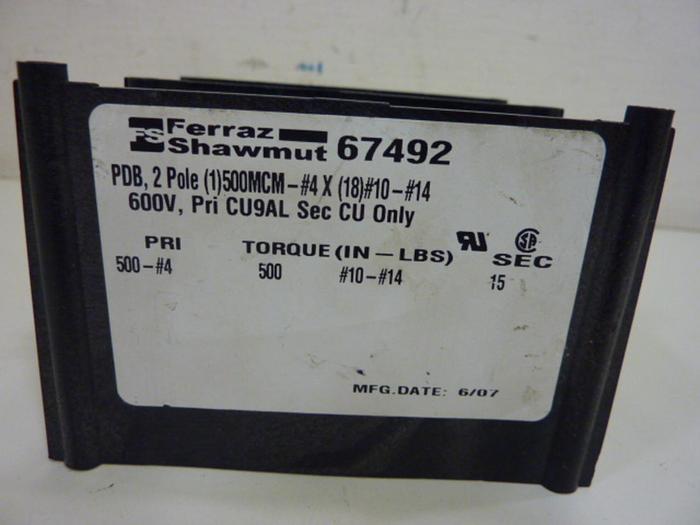 FS Ferraz Shawmut 67492
PDB, 2 Pole (1)500MCM-#4 X (18)#10-#14
600V, Pri CU9AL Sec CU Only
PRI TORQUE (IN-LBS) SEC
500-#4 500 #10-#14 15
MFG.DATE: 6/07